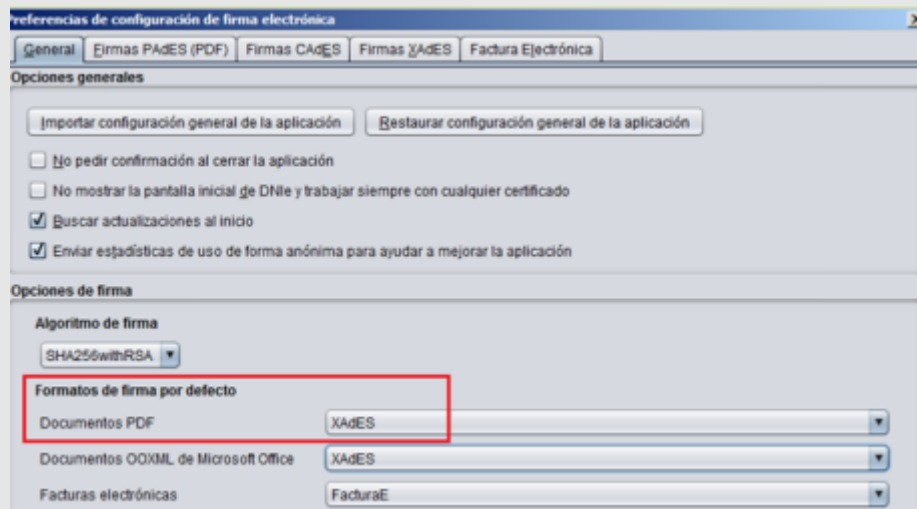 Preferencias de configuración de firma electrónica
General Firmas PAdES (PDF) Firmas CAdES Firmas XAdES Factura Electrónica
Opciones generales
Importar configuración general de la aplicación Restaurar configuración general de la aplicación
No pedir confirmación al cerrar la aplicación
No mostrar la pantalla inicial de DNIe y trabajar siempre con cualquier certificado
Buscar actualizaciones al inicio
Enviar estadísticas de uso de forma anónima para ayudar a mejorar la aplicación
Opciones de firma
Algoritmo de firma
SHA256withRSA
Formatos de firma por defecto
Documentos PDF XAdES
Documentos OOXML de Microsoft Office XAdES
Facturas electrónicas FacturaE